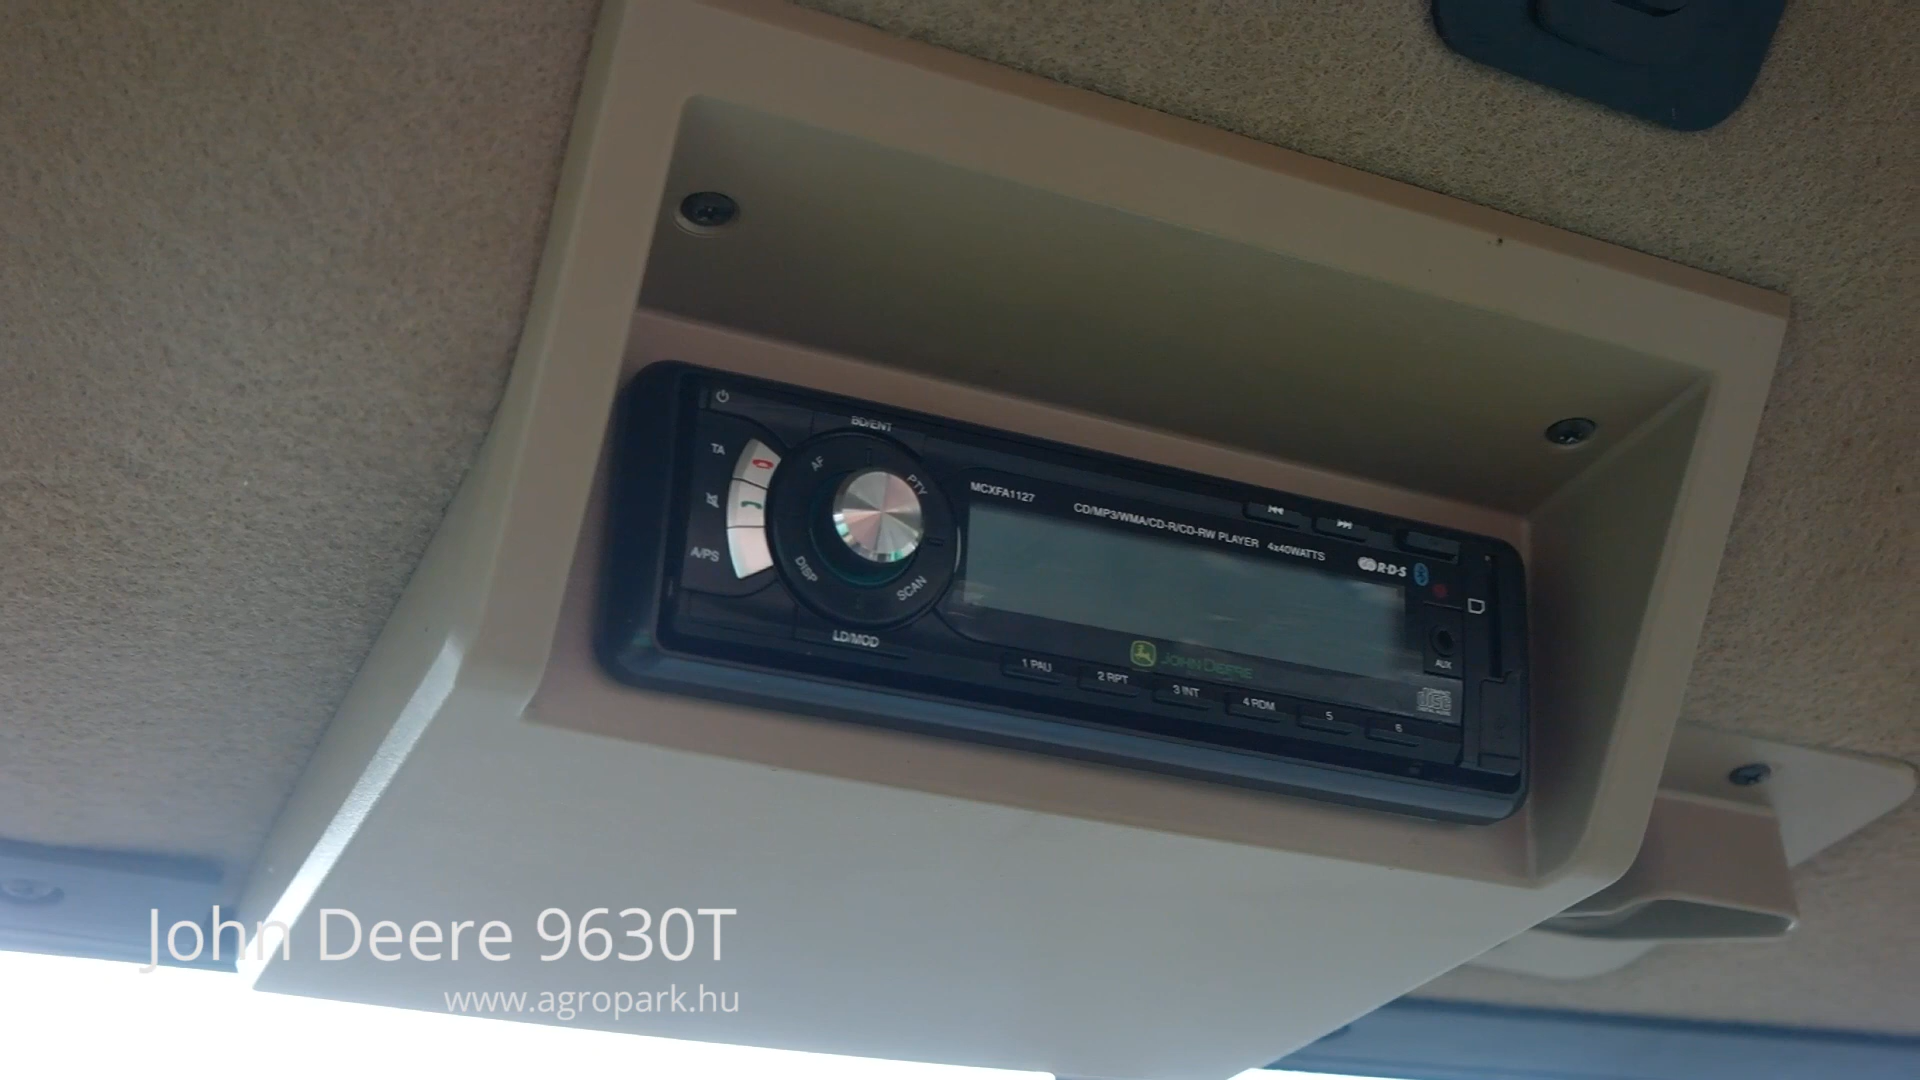 BD/ENT
TA
AF
PTY
A/PS
DISP
SCAN
LD/MOD
MCXFA1127
CD/MP3/WMA/CD-R/CD-RW PLAYER 4x40WATTS
R·D·S
AUX
JOHN DEERE
1 PAU
2 RPT
3 INT
4 RDM
5
6
John Deere 9630T
www.agropark.hu